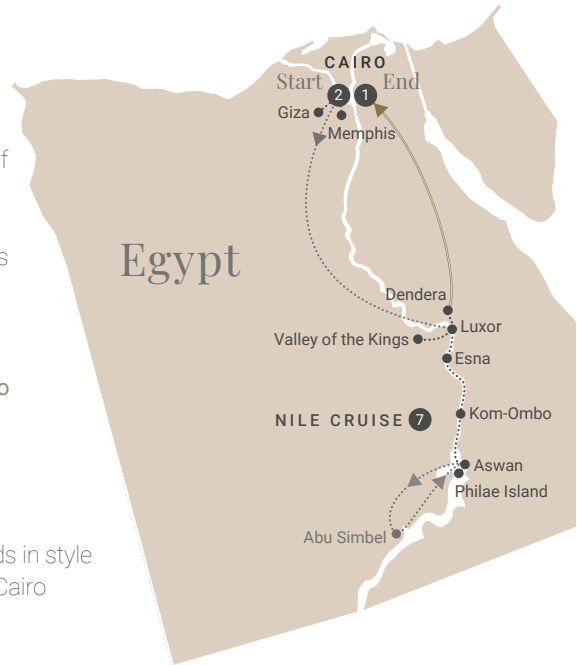 CAIRO
Start 2 1 End
Giza
Memphis
f
s
Egypt
Dendera
Luxor
Valley of the Kings
Esna
o
Kom-Ombo
NILE CRUISE 7
Aswan
Philae Island
Abu Simbel
ds in style
Cairo